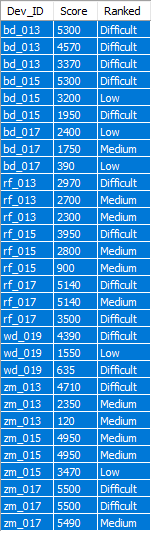 Dev_ID Score Ranked
bd_013 5300 Difficult
bd_013 4570 Difficult
bd_013 3370 Difficult
bd_015 5300 Difficult
bd_015 3200 Low
bd_015 1950 Difficult
bd_017 2400 Low
bd_017 1750 Medium
bd_017 390 Low
rf_013 2970 Difficult
rf_013 2700 Medium
rf_013 2300 Medium
rf_015 3950 Difficult
rf_015 2800 Medium
rf_015 900 Medium
rf_017 5140 Difficult
rf_017 5140 Medium
rf_017 3500 Difficult
wd_019 4390 Difficult
wd_019 1550 Low
wd_019 635 Difficult
zm_013 4710 Difficult
zm_013 2350 Medium
zm_013 120 Medium
zm_015 4950 Medium
zm_015 4950 Medium
zm_015 3470 Low
zm_017 5500 Difficult
zm_017 5500 Difficult
zm_017 5490 Medium